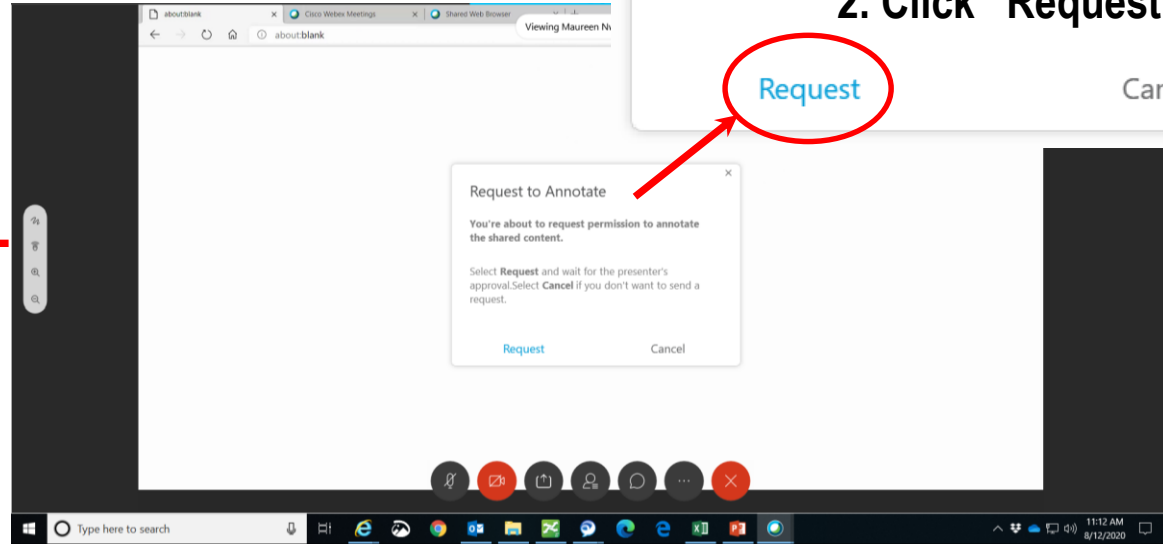 2. Click "Request
Request
about:blank
Cisco Webex Meetings
Shared Web Browser
about:blank
Viewing Maureen
Request to Annotate
You're about to request permission to annotate
the shared content.
Select Request and wait for the presenter's
approval.Select Cancel if you don't want to send a
request.
Request Cancel
Type here to search
11:12 AM
8/12/2020